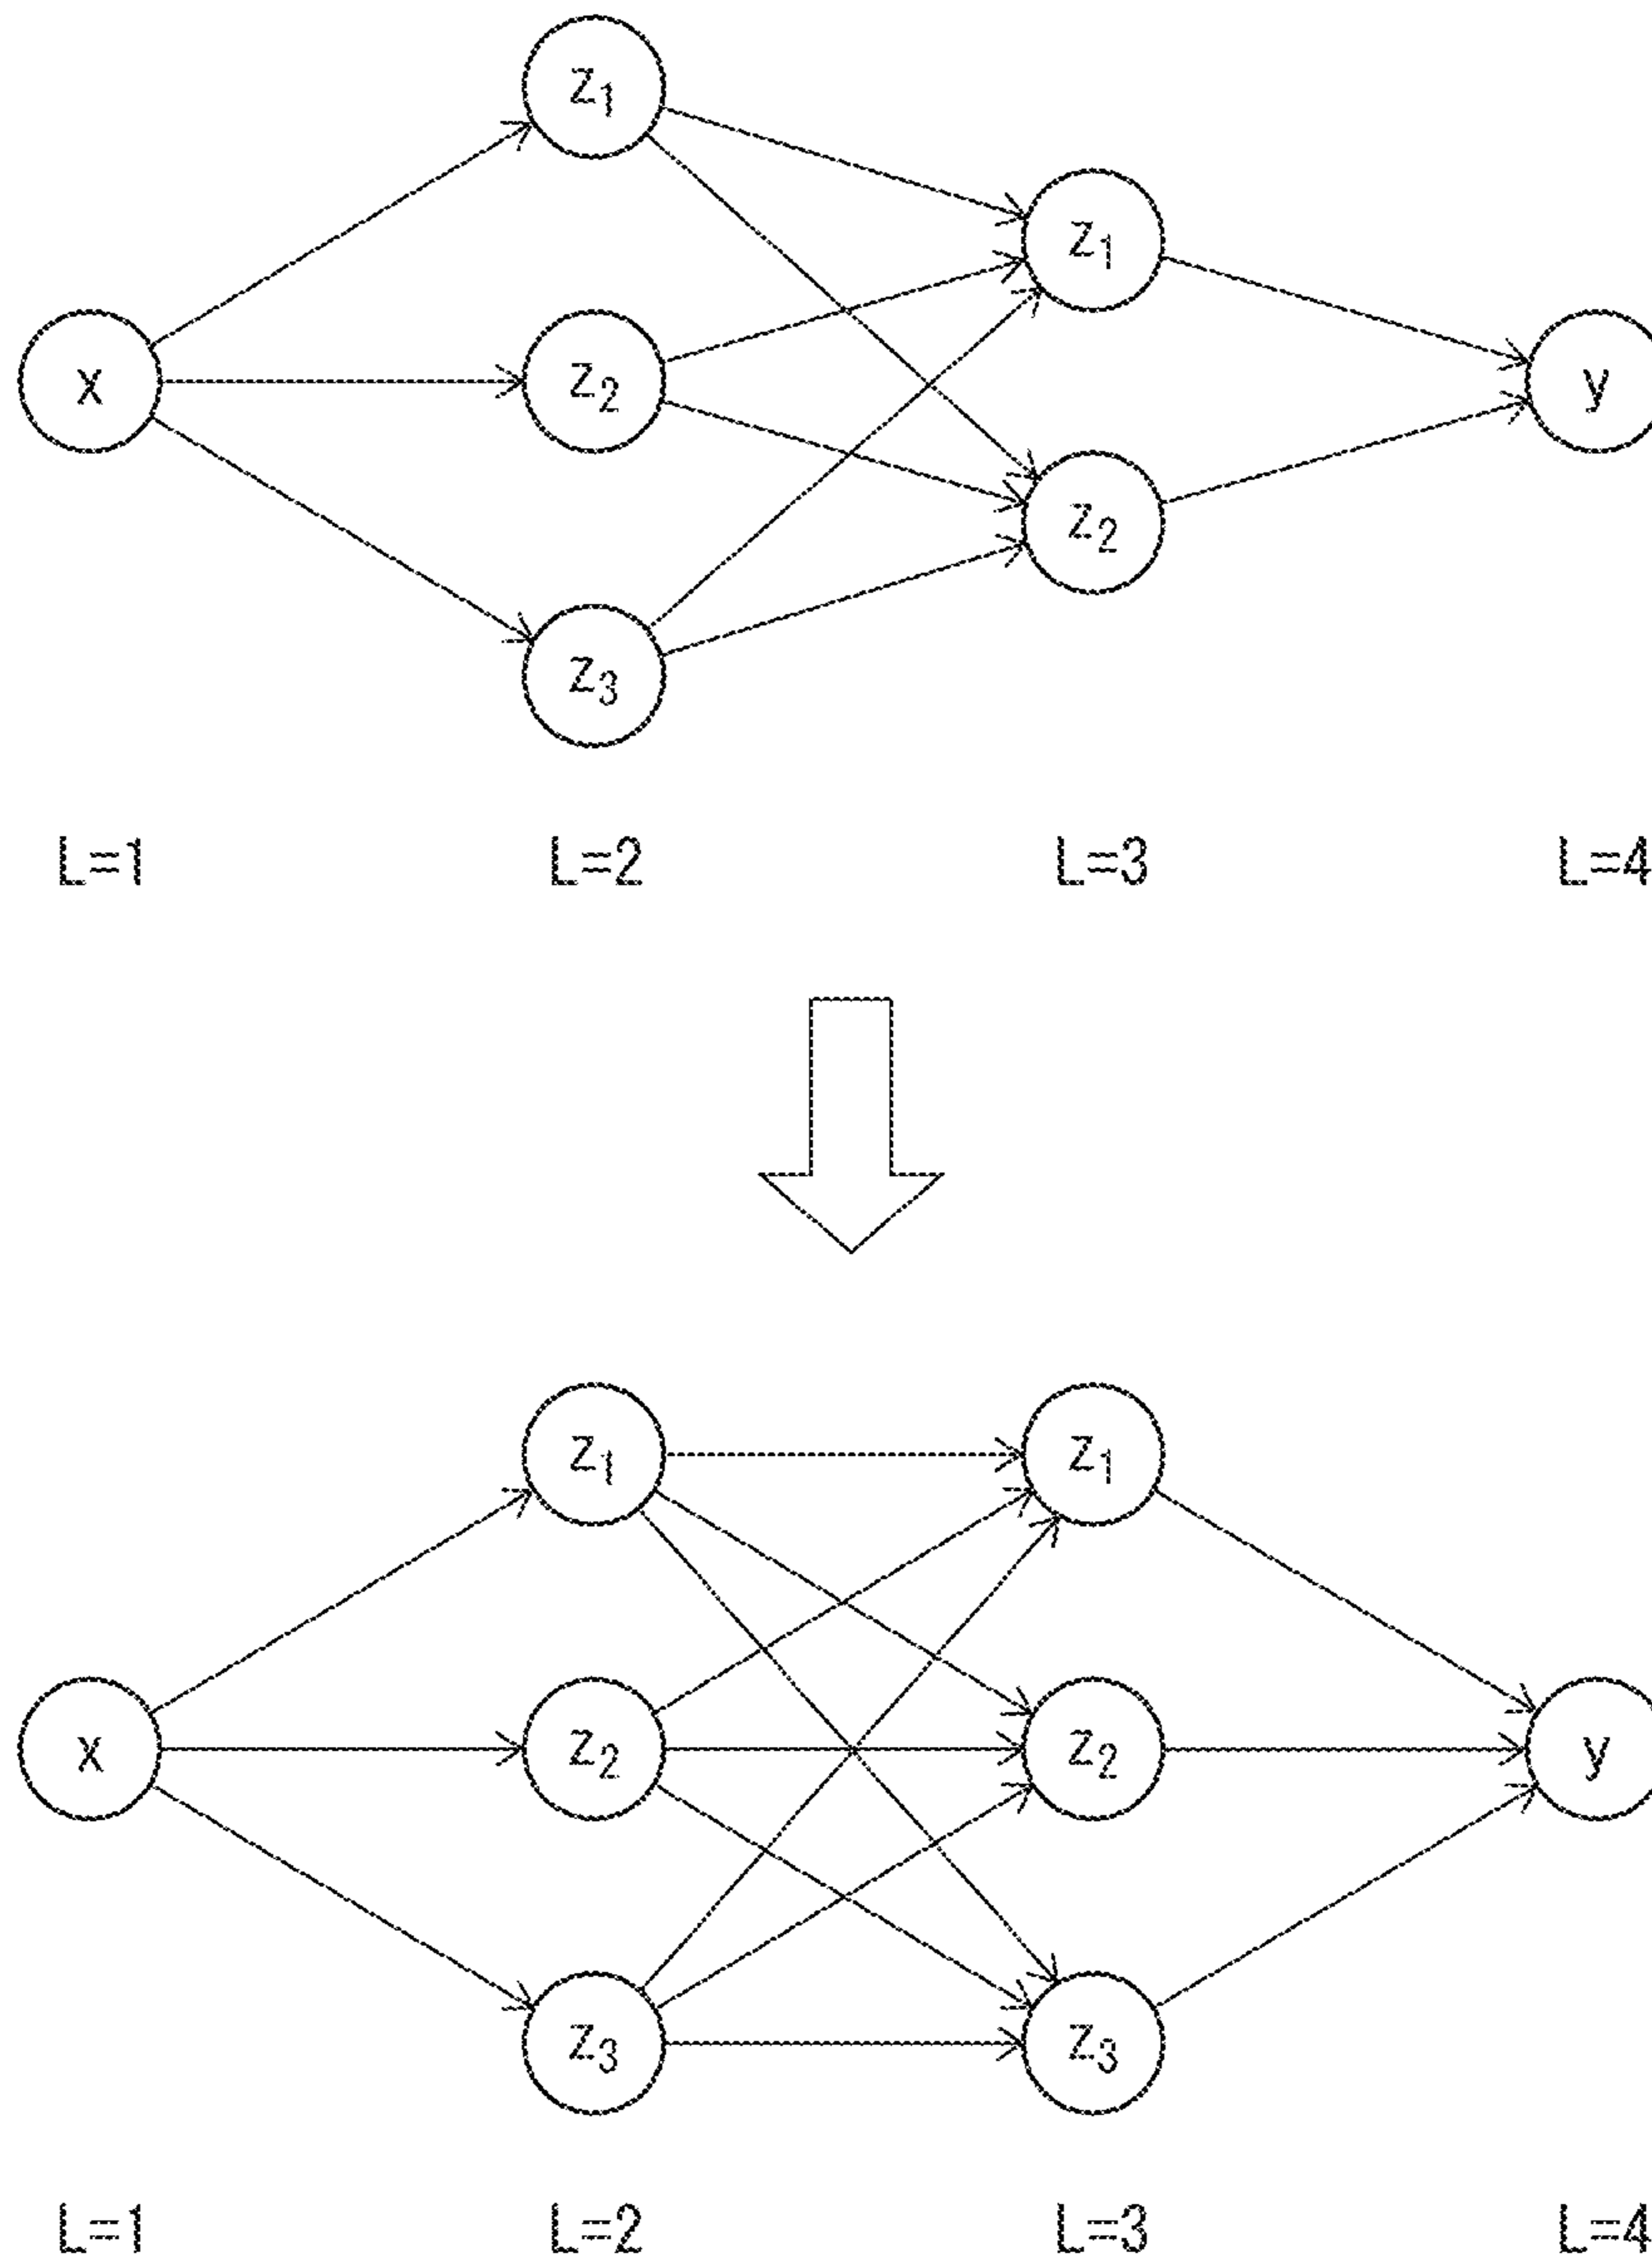 z₁
z₁
x z₂ y
z₂
z₃
L=1 L=2 L=3 L=4
z₁ z₁
x z₂ z₂ y
z₃ z₃
L=1 L=2 L=3 L=4